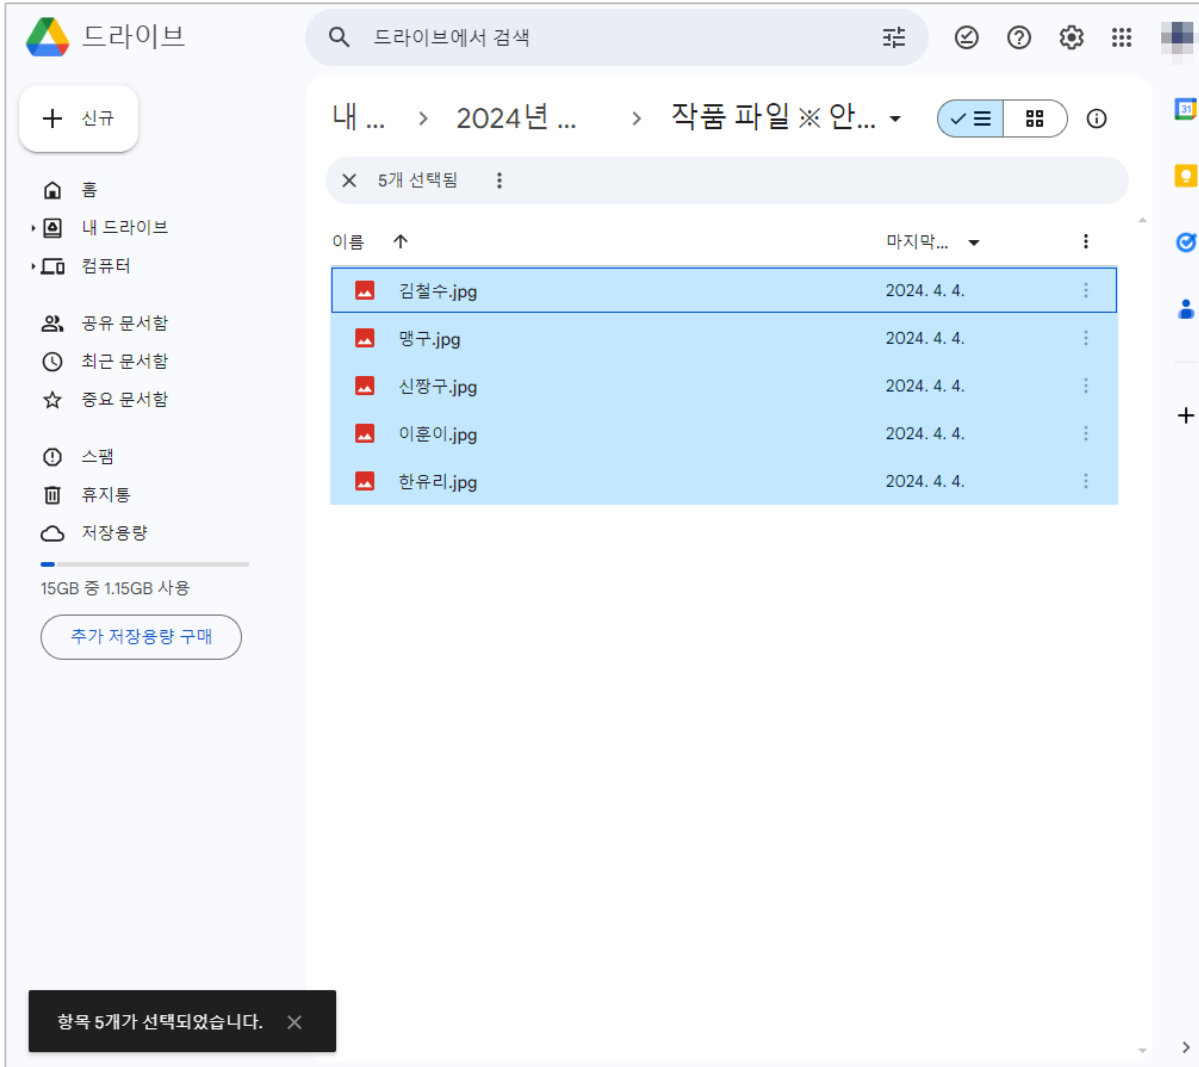 드라이브
드라이브에서 검색
신규
내 ... > 2024년 ... > 작품 파일 ※ 안...
31
5개 선택됨
홈
내 드라이브
컴퓨터
공유 문서함
최근 문서함
중요 문서함
스팸
휴지통
저장용량
15GB 중 1.15GB 사용
추가 저장용량 구매
이름 마지막...
김철수.jpg 2024. 4. 4.
맹구.jpg 2024. 4. 4.
신짱구.jpg 2024. 4. 4.
이훈이.jpg 2024. 4. 4.
한유리.jpg 2024. 4. 4.
항목 5개가 선택되었습니다.